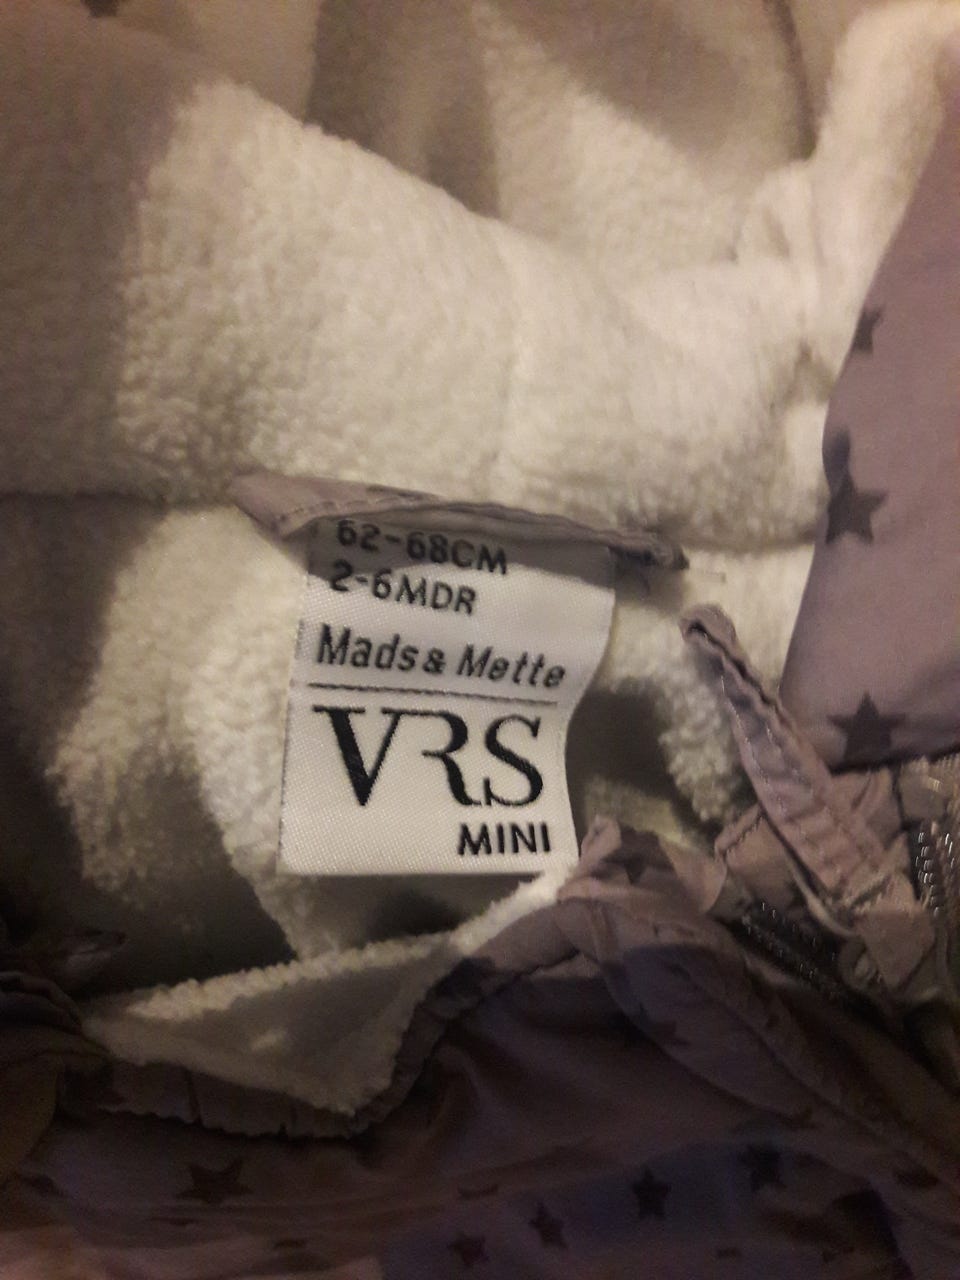 62-68CM
2-6MDR
Mads & Mette
VRS
MINI